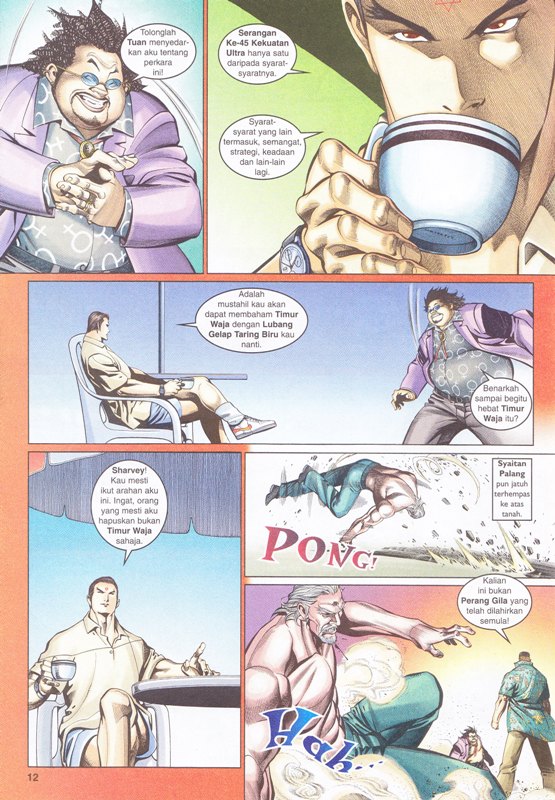 Tolonglah
Tuan menyedar-
kan aku tentang
perkara
ini!
Serangan
Ke-45 Kekuatan
Ultra hanya satu
daripada syarat-
syaratnya.
Syarat-
syarat yang lain
termasuk, semangat,
strategi, keadaan
dan lain-lain
lagi.
Adalah
mustahil kau akan
dapat membaham Timur
Waja dengan Lubang
Gelap Taring Biru kau
nanti.
Benarkah
sampai begitu
hebat Timur
Waja itu?
Sharvey!
Kau mesti
ikut arahan aku
ini. Ingat, orang
yang mesti aku
hapuskan bukan
Timur Waja
sahaja.
Syaitan
Palang
pun jatuh
terhempas
ke atas
tanah.
PONG!
Kalian
ini bukan
Perang Gila yang
telah dilahirkan
semula!
Hah...
12